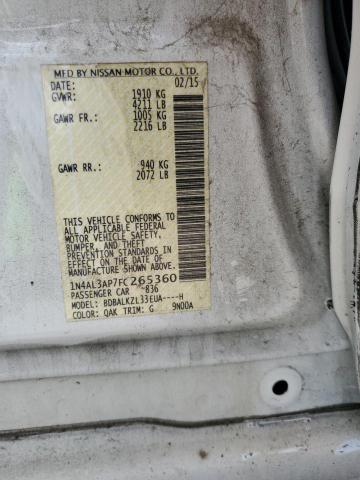 MFD BY NISSAN MOTOR CO., LTD.
DATE: 02/15
GVWR: 1910 KG
4211 LB
GAWR FR.: 1005 KG
2216 LB
GAWR RR.: 940 KG
2072 LB
THIS VEHICLE CONFORMS TO
ALL APPLICABLE FEDERAL
MOTOR VEHICLE SAFETY,
BUMPER, AND THEFT
PREVENTION STANDARDS IN
EFFECT ON THE DATE OF
MANUFACTURE SHOWN ABOVE.
1N4AL3AP7FC265360
PASSENGER CAR -836
MODEL: BDBALKZL33EUA----H
COLOR: QAK TRIM: G 9N00A